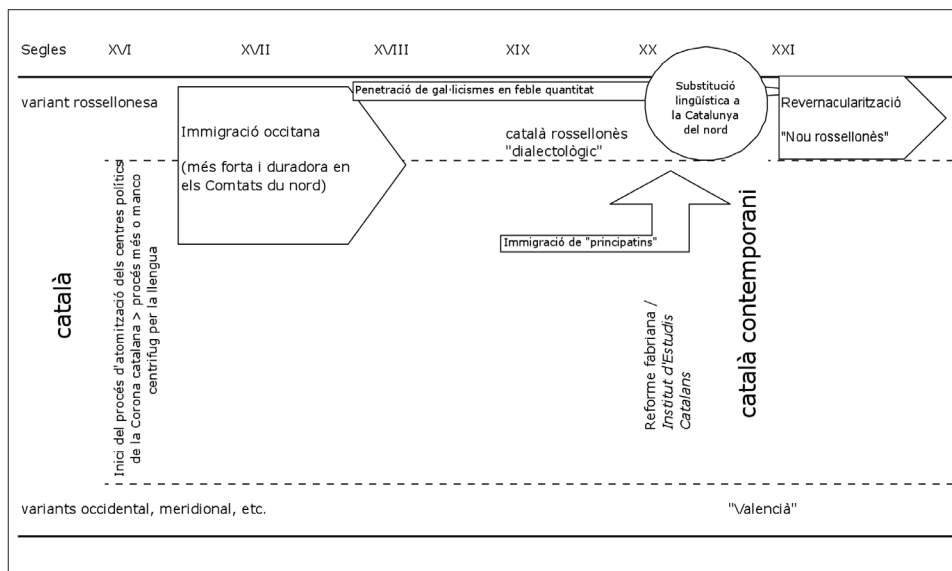 Segles XVI XVII XVIII XIX XX XXI
variant rossellonesa
Penetració de gal·licismes en feble quantitat
Immigració occitana
(més forta i duradora en
els Comtats du nord)
català rossellonès
"dialectològic"
Substitució
lingüística a
la Catalunya
del nord
Revernacularització
"Nou rossellonès"
Immigració de "principatins"
català
Inici del procés d'atomització dels centres polítics
de la Corona catalana > procés més o manco
centrifug per la llengua
Reforme fabriana /
Institut d'Estudis
Catalans
català contemporani
variants occidental, meridional, etc.
"Valencià"